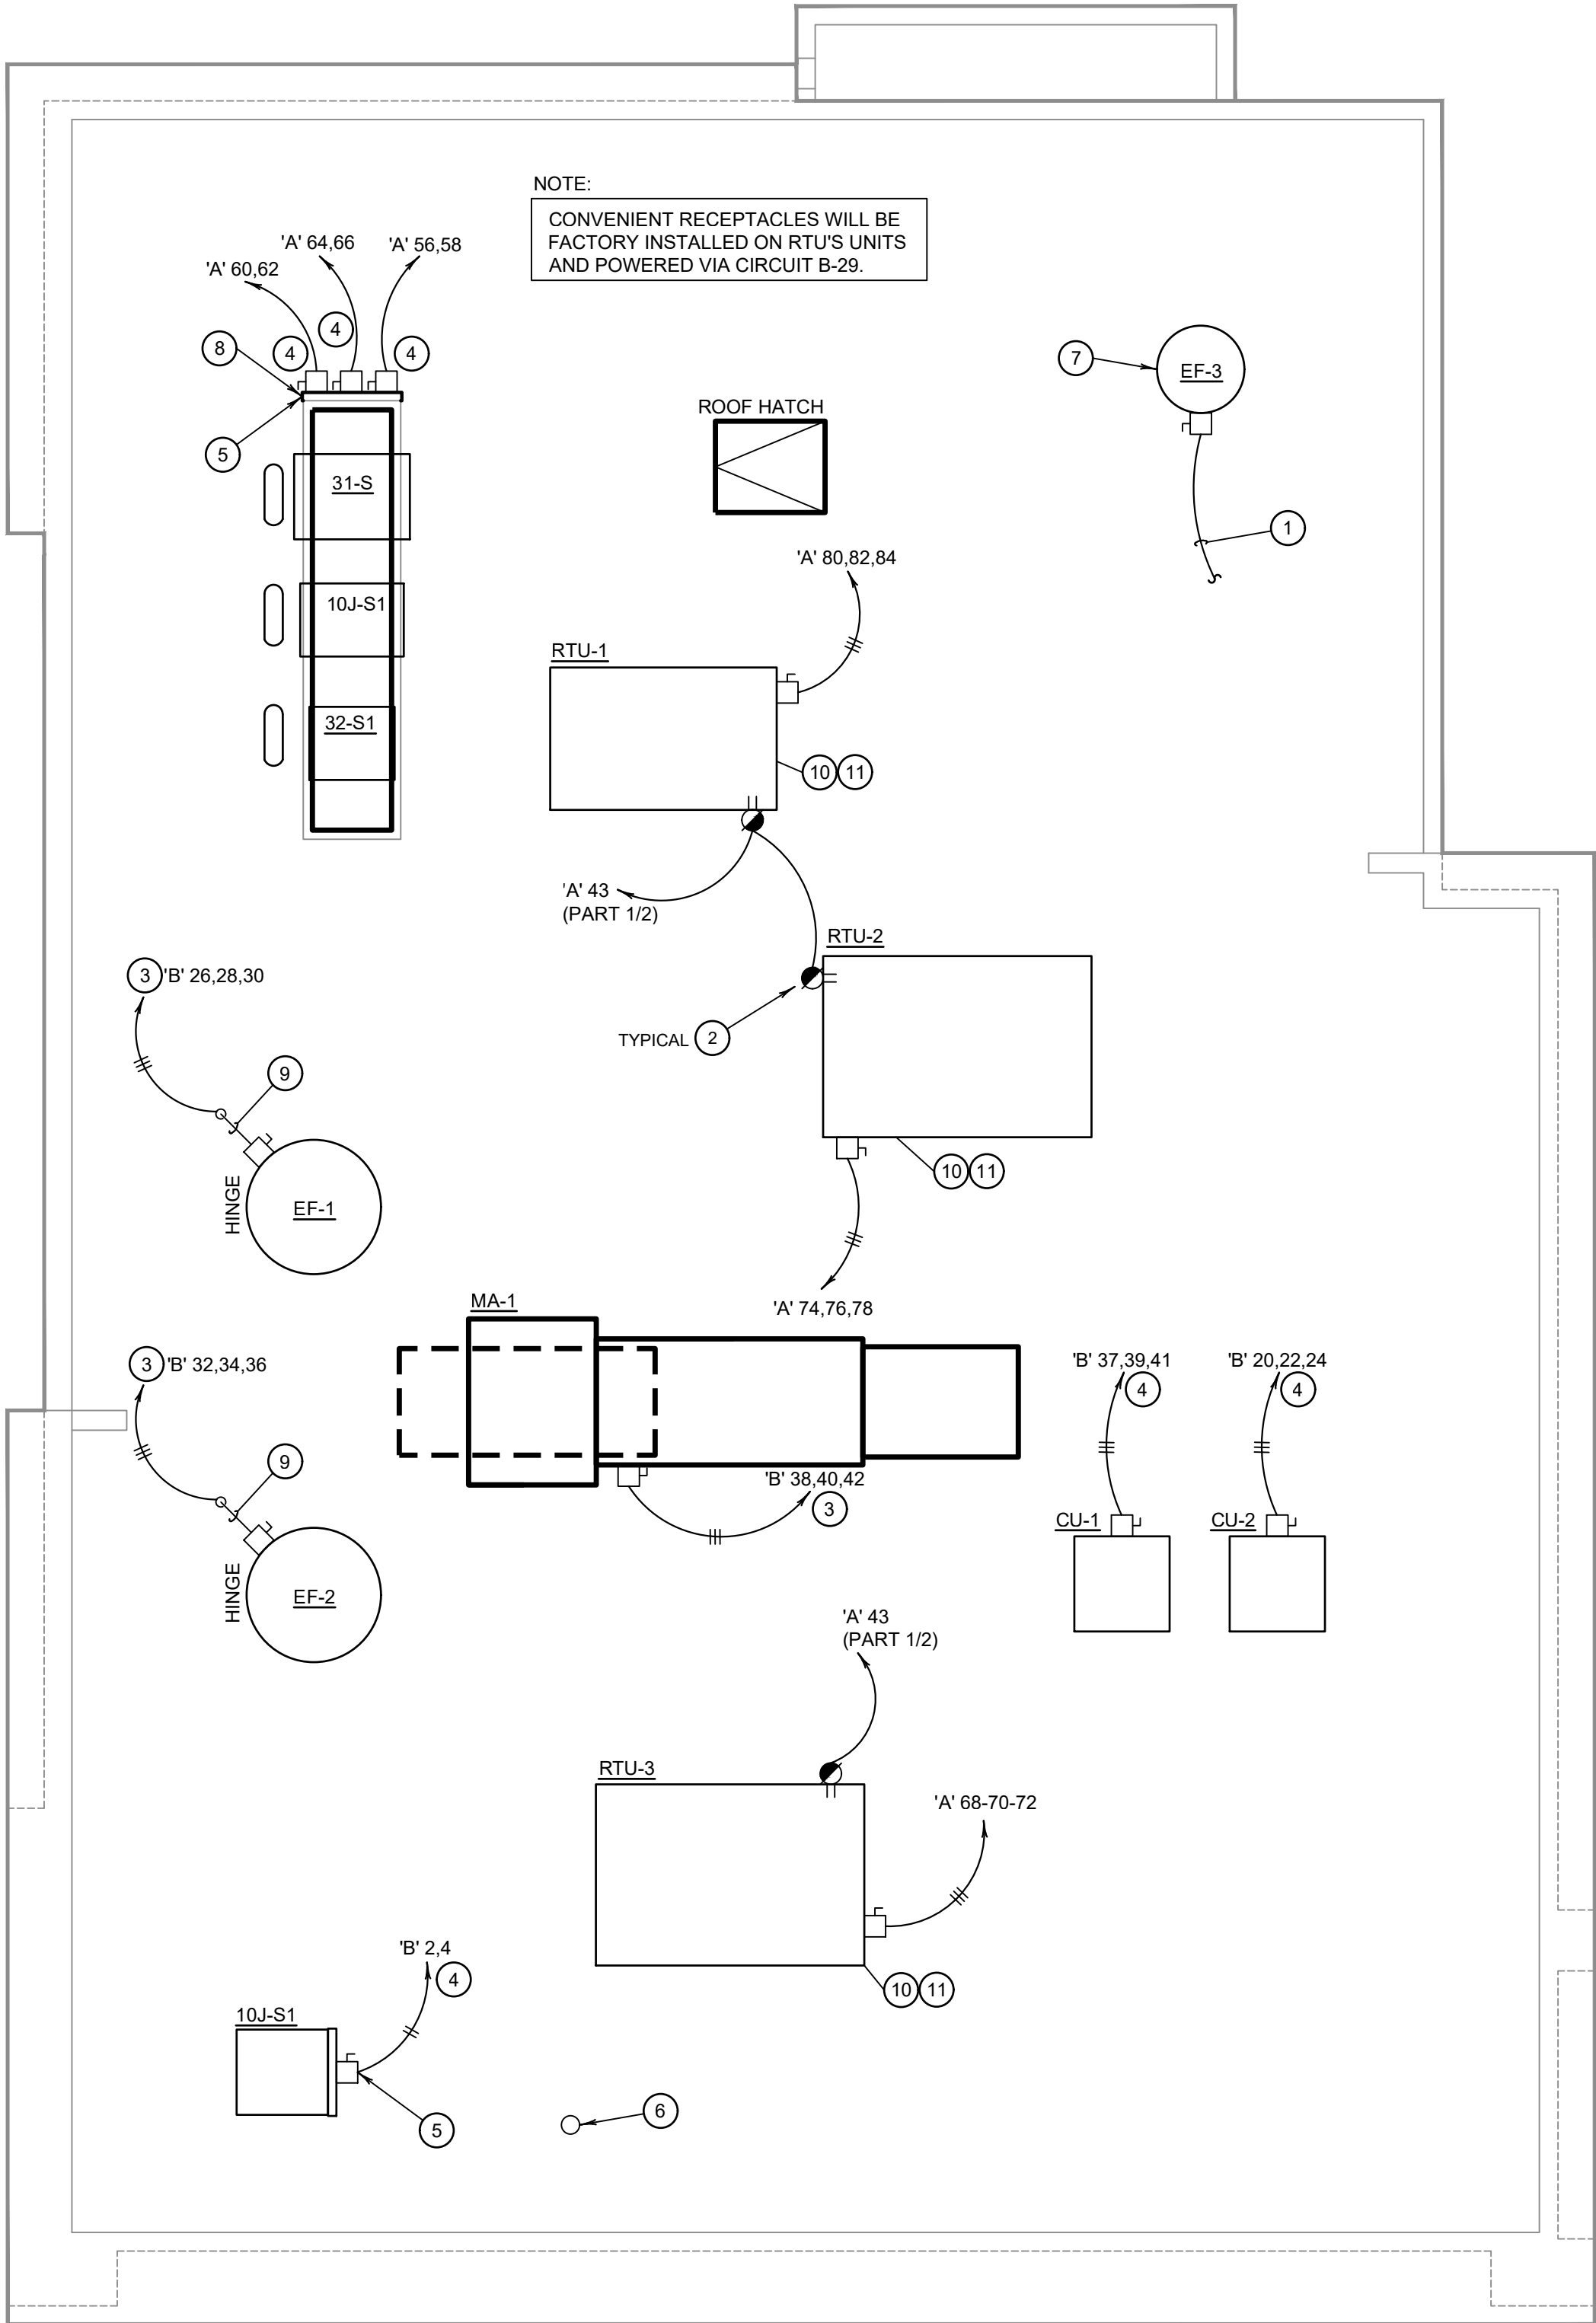 NOTE:
CONVENIENT RECEPTACLES WILL BE
FACTORY INSTALLED ON RTU'S UNITS
AND POWERED VIA CIRCUIT B-29.
'A' 60,62
'A' 64,66
'A' 56,58
8
4
4
4
5
31-S
10J-S1
32-S1
ROOF HATCH
7
EF-3
1
'A' 80,82,84
RTU-1
10 11
'A' 43
(PART 1/2)
RTU-2
TYPICAL 2
10 11
'A' 74,76,78
3 'B' 26,28,30
9
HINGE
EF-1
MA-1
3 'B' 32,34,36
9
HINGE
EF-2
'B' 38,40,42
3
'B' 37,39,41
4
'B' 20,22,24
4
CU-1
CU-2
'A' 43
(PART 1/2)
RTU-3
'A' 68-70-72
10 11
'B' 2,4
4
10J-S1
5
6